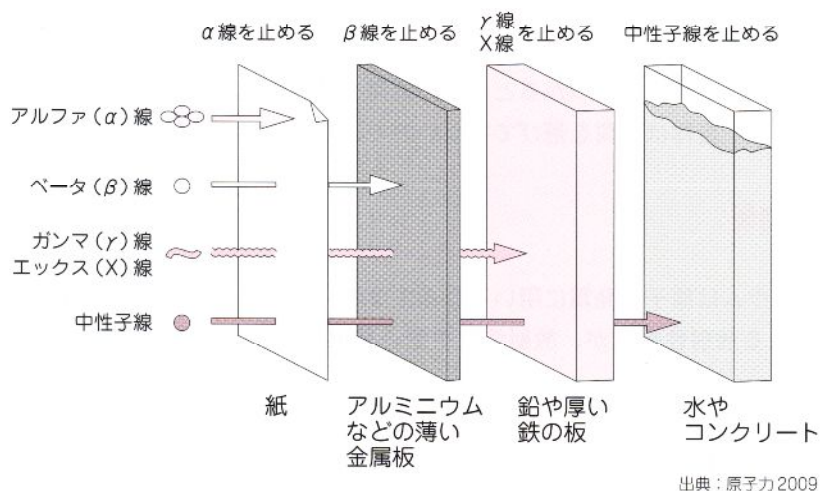 α線を止める
β線を止める
γ線
X線
を止める
中性子線を止める
アルファ(α)線
ベータ(β)線
ガンマ(γ)線
エックス(X)線
中性子線
紙
アルミニウム
などの薄い
金属板
鉛や厚い
鉄の板
水や
コンクリート
出典:原子力2009